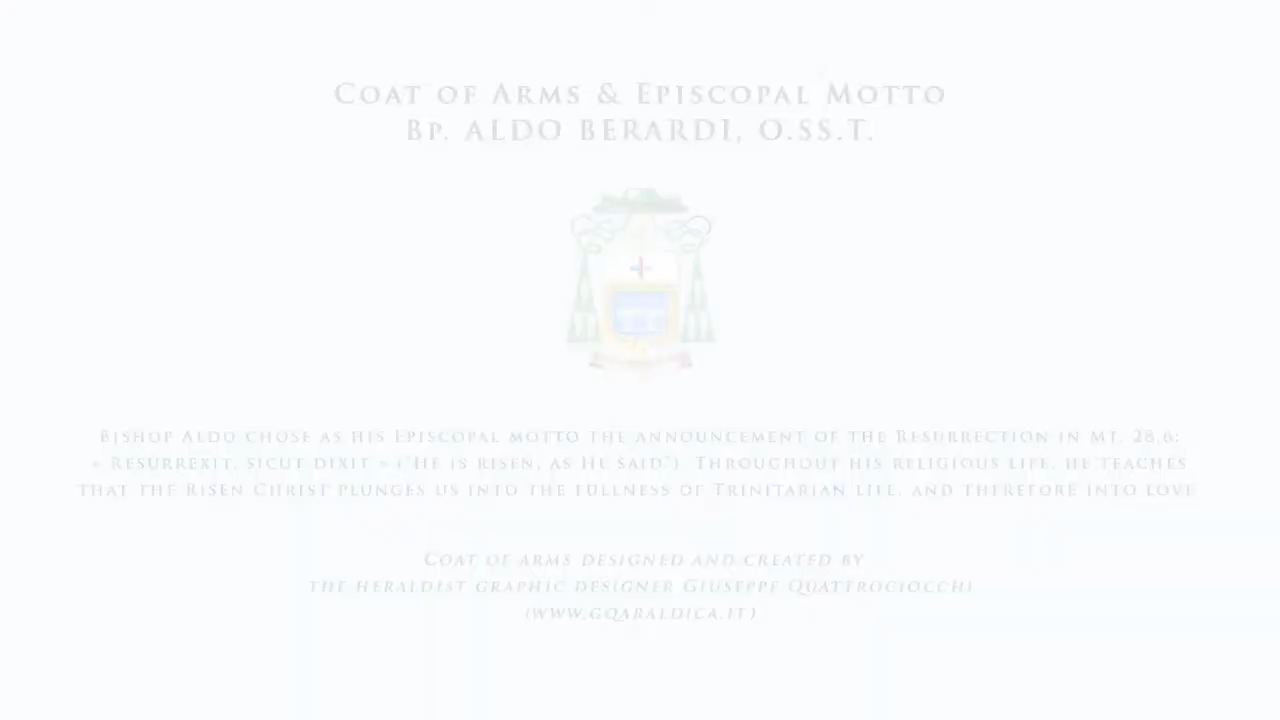 COAT OF ARMS & EPISCOPAL MOTTO
BP. ALDO BERARDI, O.SS.T.
BISHOP ALDO CHOSE AS HIS EPISCOPAL MOTTO THE ANNOUNCEMENT OF THE RESURRECTION IN MT. 28,6:
« RESURREXIT, SICUT DIXIT » ("HE IS RISEN, AS HE SAID"). THROUGHOUT HIS RELIGIOUS LIFE, HE TEACHES
THAT THE RISEN CHRIST PLUNGES US INTO THE FULLNESS OF TRINITARIAN LIFE, AND THEREFORE INTO LOVE
COAT OF ARMS DESIGNED AND CREATED BY
THE HERALDIST GRAPHIC DESIGNER GIUSEPPE QUATTROCIOCCHI
(WWW.GQARALDICA.IT)